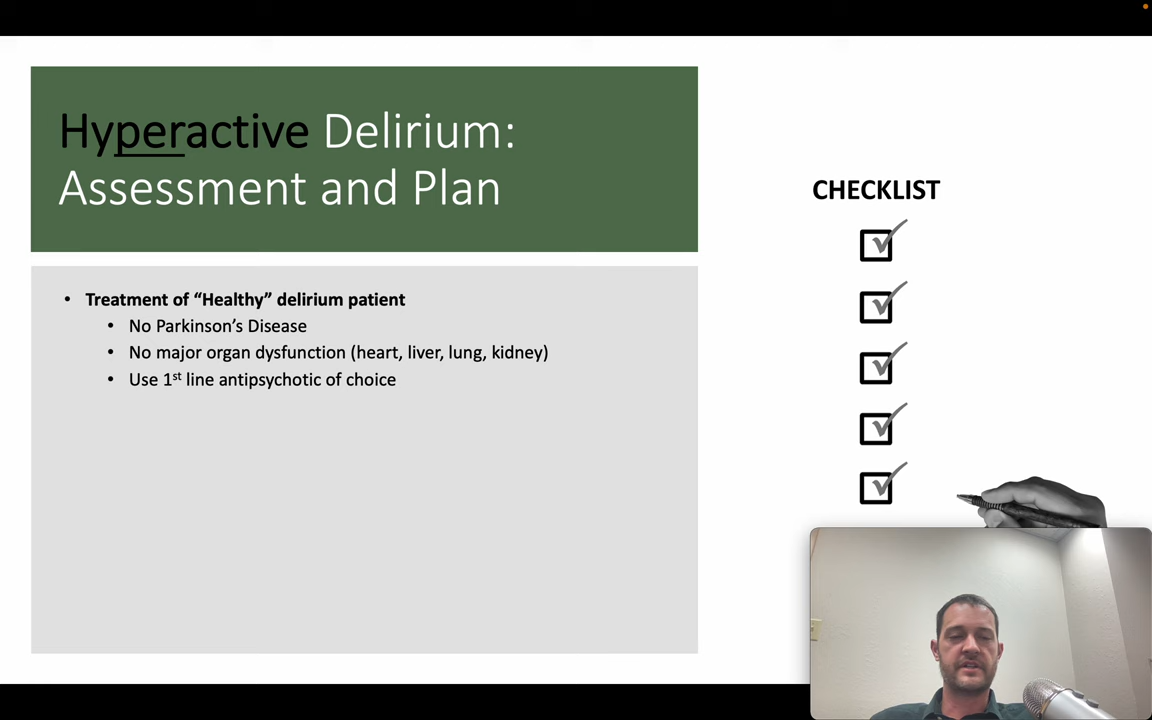 Hyperactive Delirium:
Assessment and Plan
CHECKLIST
• Treatment of “Healthy” delirium patient
• No Parkinson’s Disease
• No major organ dysfunction (heart, liver, lung, kidney)
• Use 1st line antipsychotic of choice